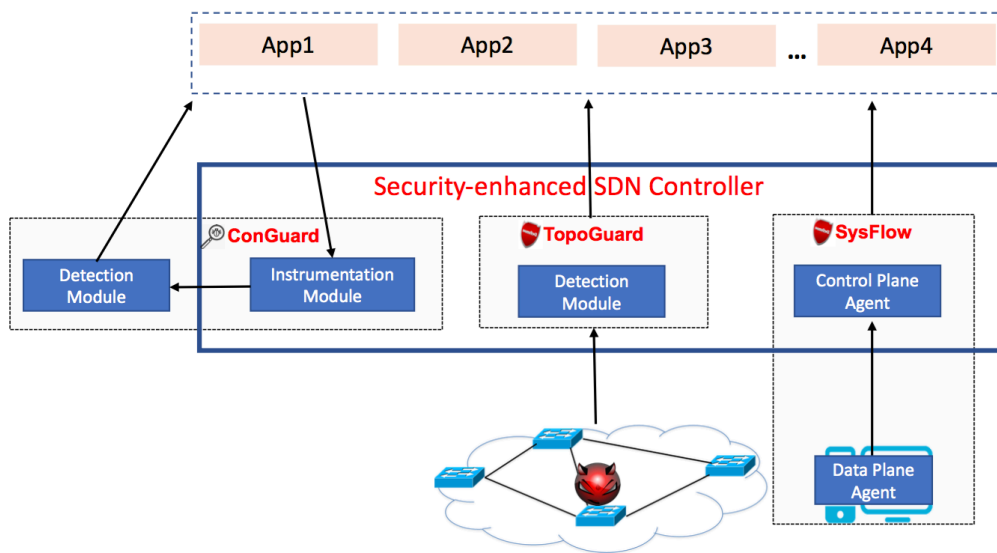 App1
App2
App3
...
App4
Security-enhanced SDN Controller
ConGuard
TopoGuard
SysFlow
Detection
Module
Instrumentation
Module
Detection
Module
Control Plane
Agent
Data Plane
Agent